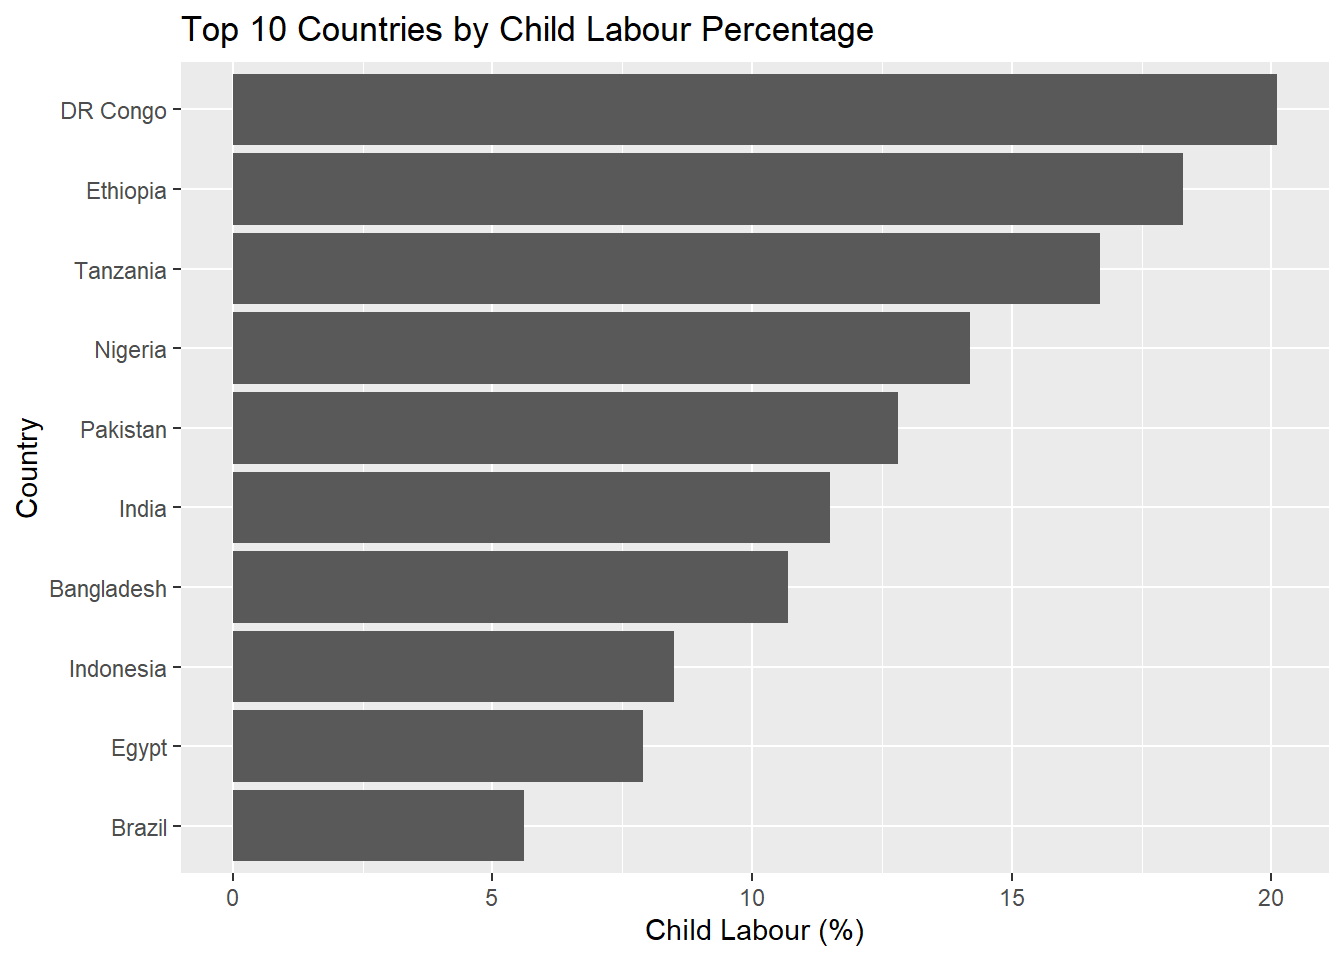 Top 10 Countries by Child Labour Percentage
DR Congo
Ethiopia
Tanzania
Nigeria
Pakistan
India
Bangladesh
Indonesia
Egypt
Brazil
Country
0 5 10 15 20
Child Labour (%)